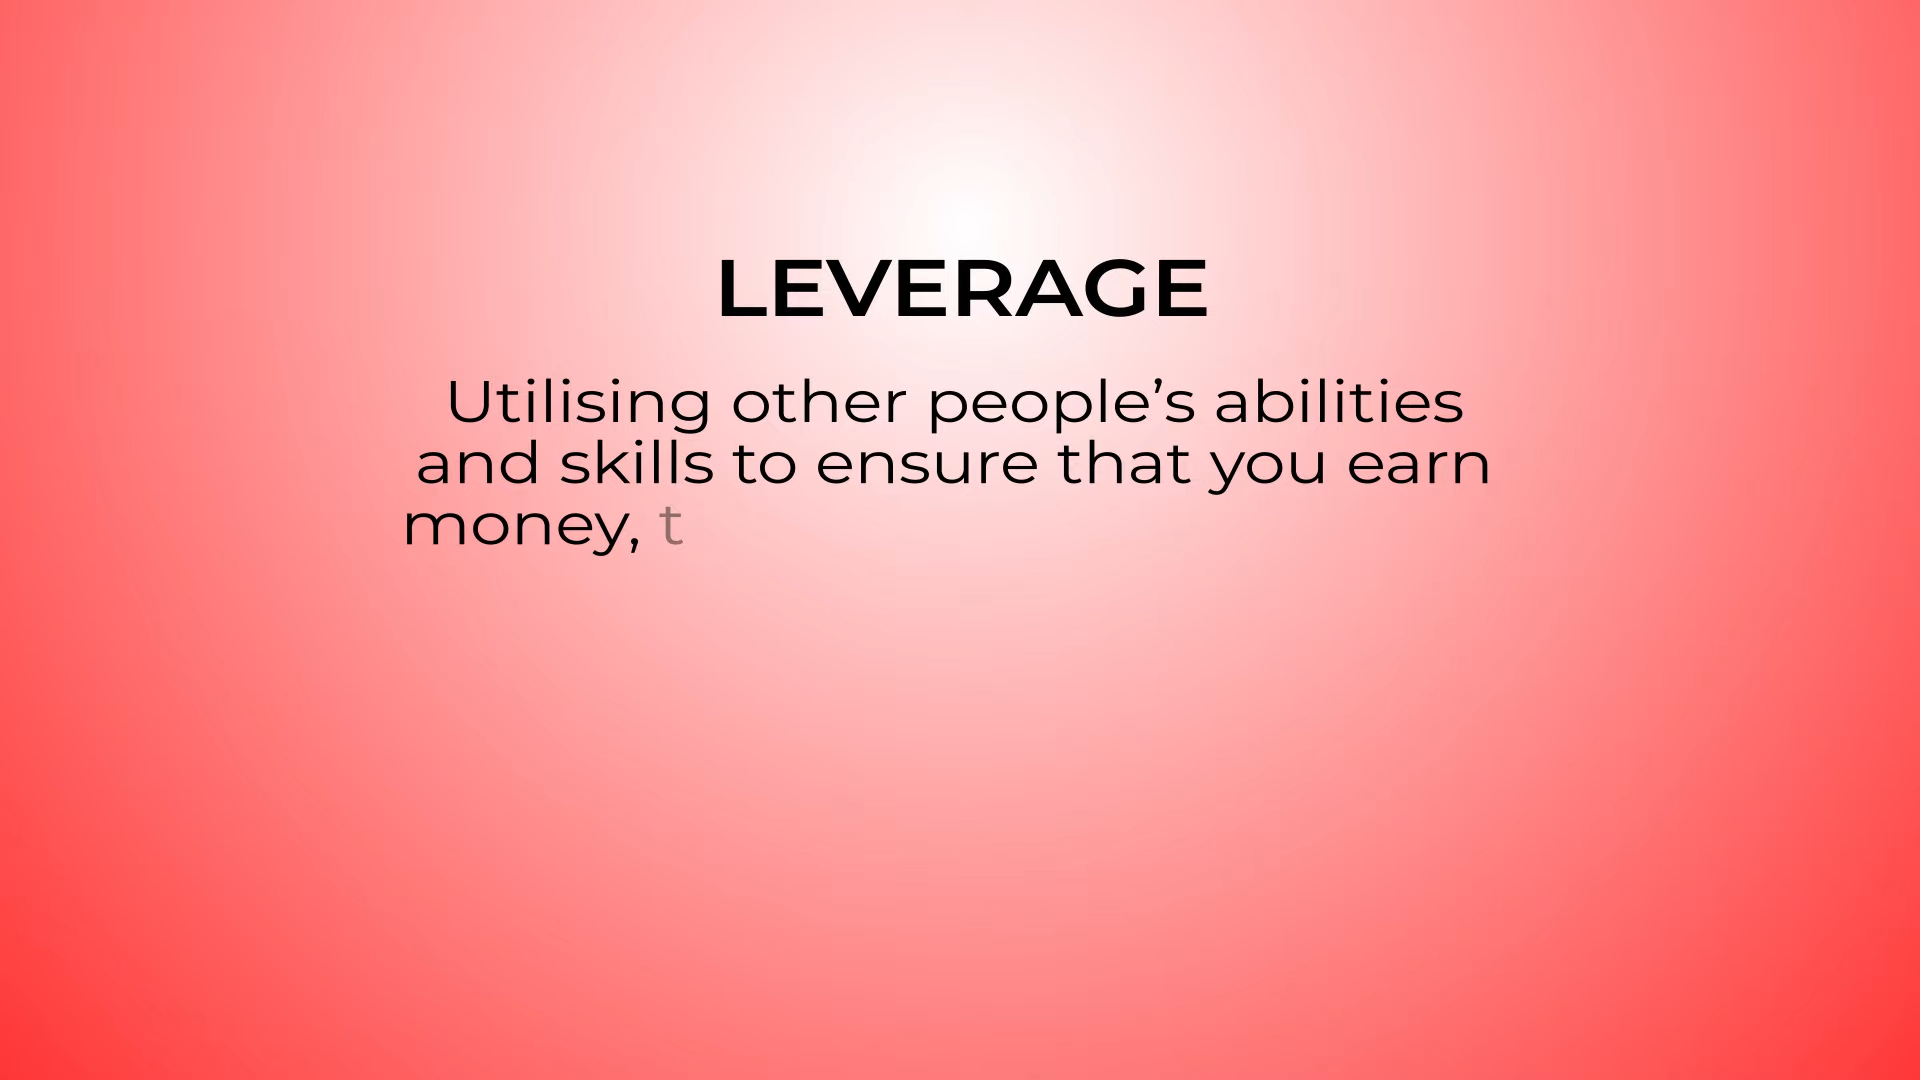 LEVERAGE
Utilising other people’s abilities
and skills to ensure that you earn
money, t